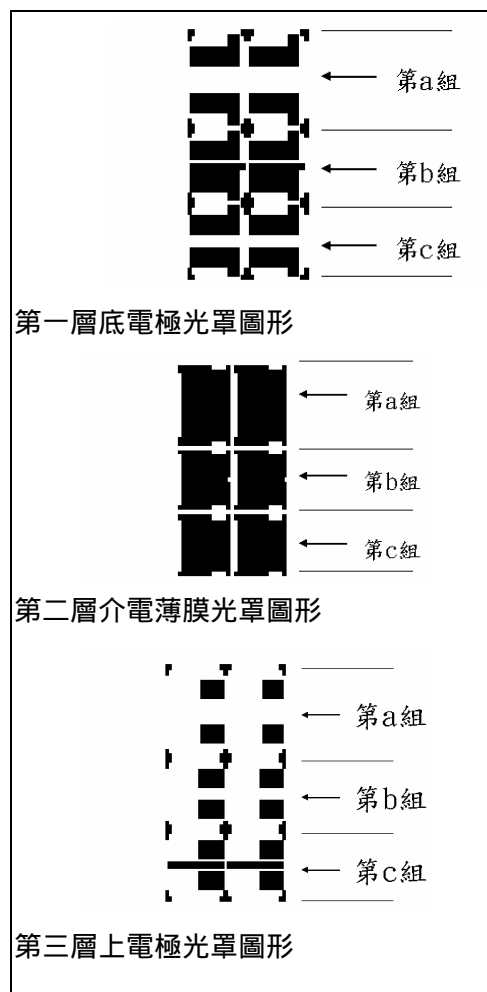 第a組
第b組
第c組
第一層底電極光罩圖形
第a組
第b組
第c組
第二層介電薄膜光罩圖形
第a組
第b組
第c組
第三層上電極光罩圖形